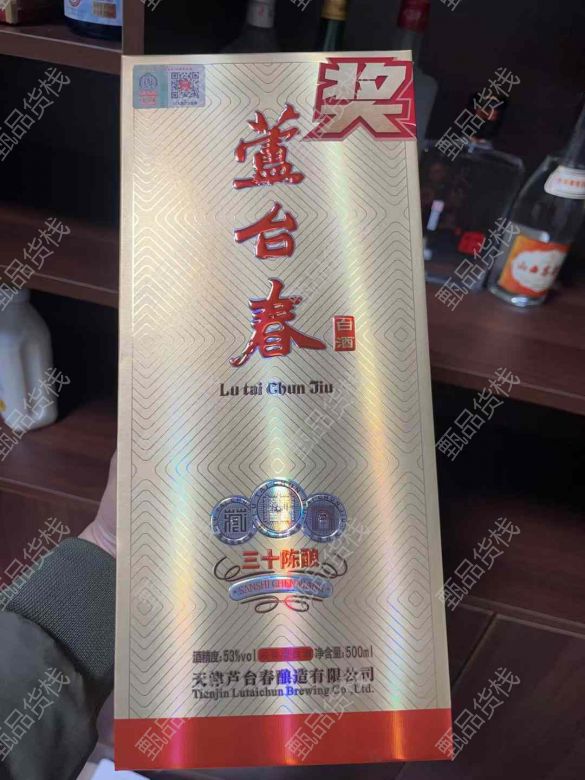 奖
蘆台春
白酒
Lu tai Chun Jiu
藏
三十陈酿
SANSHI CHEN
酒精度:53%vol
净含量:500ml
天津芦台春酿造有限公司
Tianjin Lutaichun Brewing Co.,Ltd.
甄品货栈